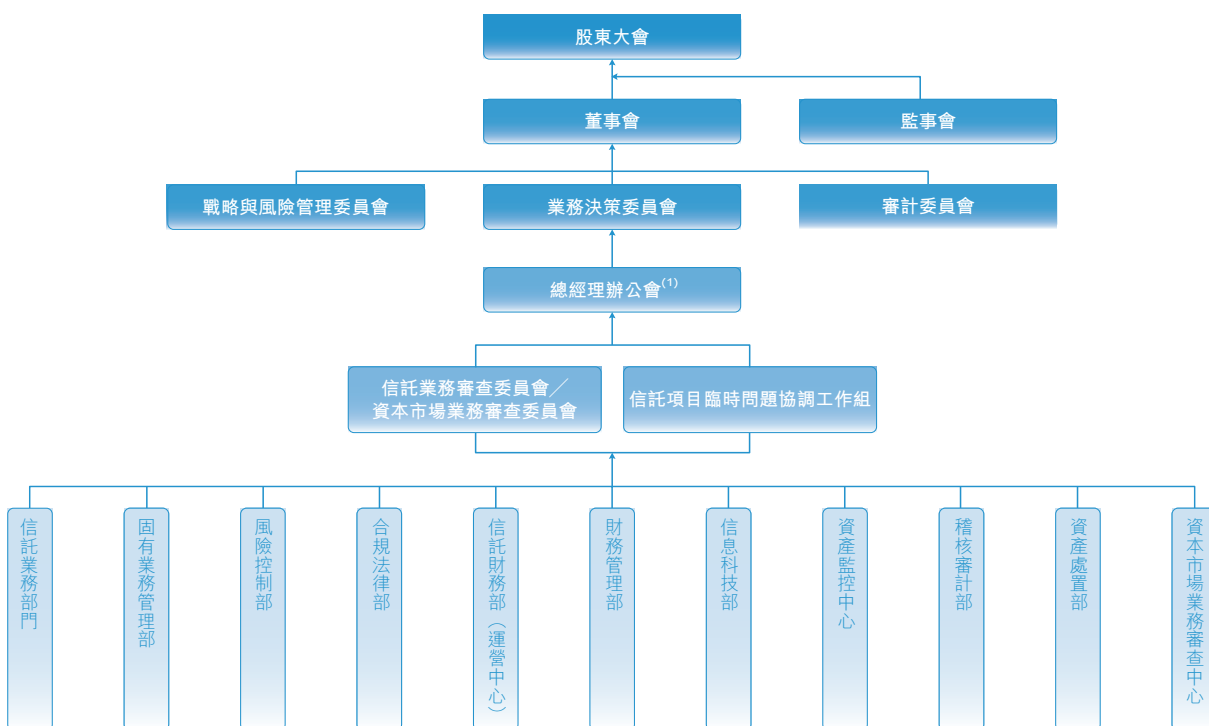 股東大會
董事會
監事會
戰略與風險管理委員會
業務決策委員會
審計委員會
總經理辦公會(1)
信託業務審查委員會／
資本市場業務審查委員會
信託項目臨時問題協調工作組
信託業務部門
固有業務管理部
風險控制部
合規法律部
信託財務部（運營中心）
財務管理部
信息科技部
資產監控中心
稽核審計部
資產處置部
資本市場業務審查中心